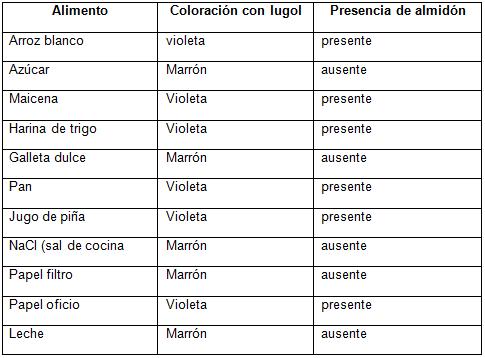 Alimento Coloración con lugol Presencia de almidón
Arroz blanco violeta presente
Azúcar Marrón ausente
Maicena Violeta presente
Harina de trigo Violeta presente
Galleta dulce Marrón ausente
Pan Violeta presente
Jugo de piña Violeta presente
NaCl (sal de cocina Marrón ausente
Papel filtro Marrón ausente
Papel oficio Violeta presente
Leche Marrón ausente